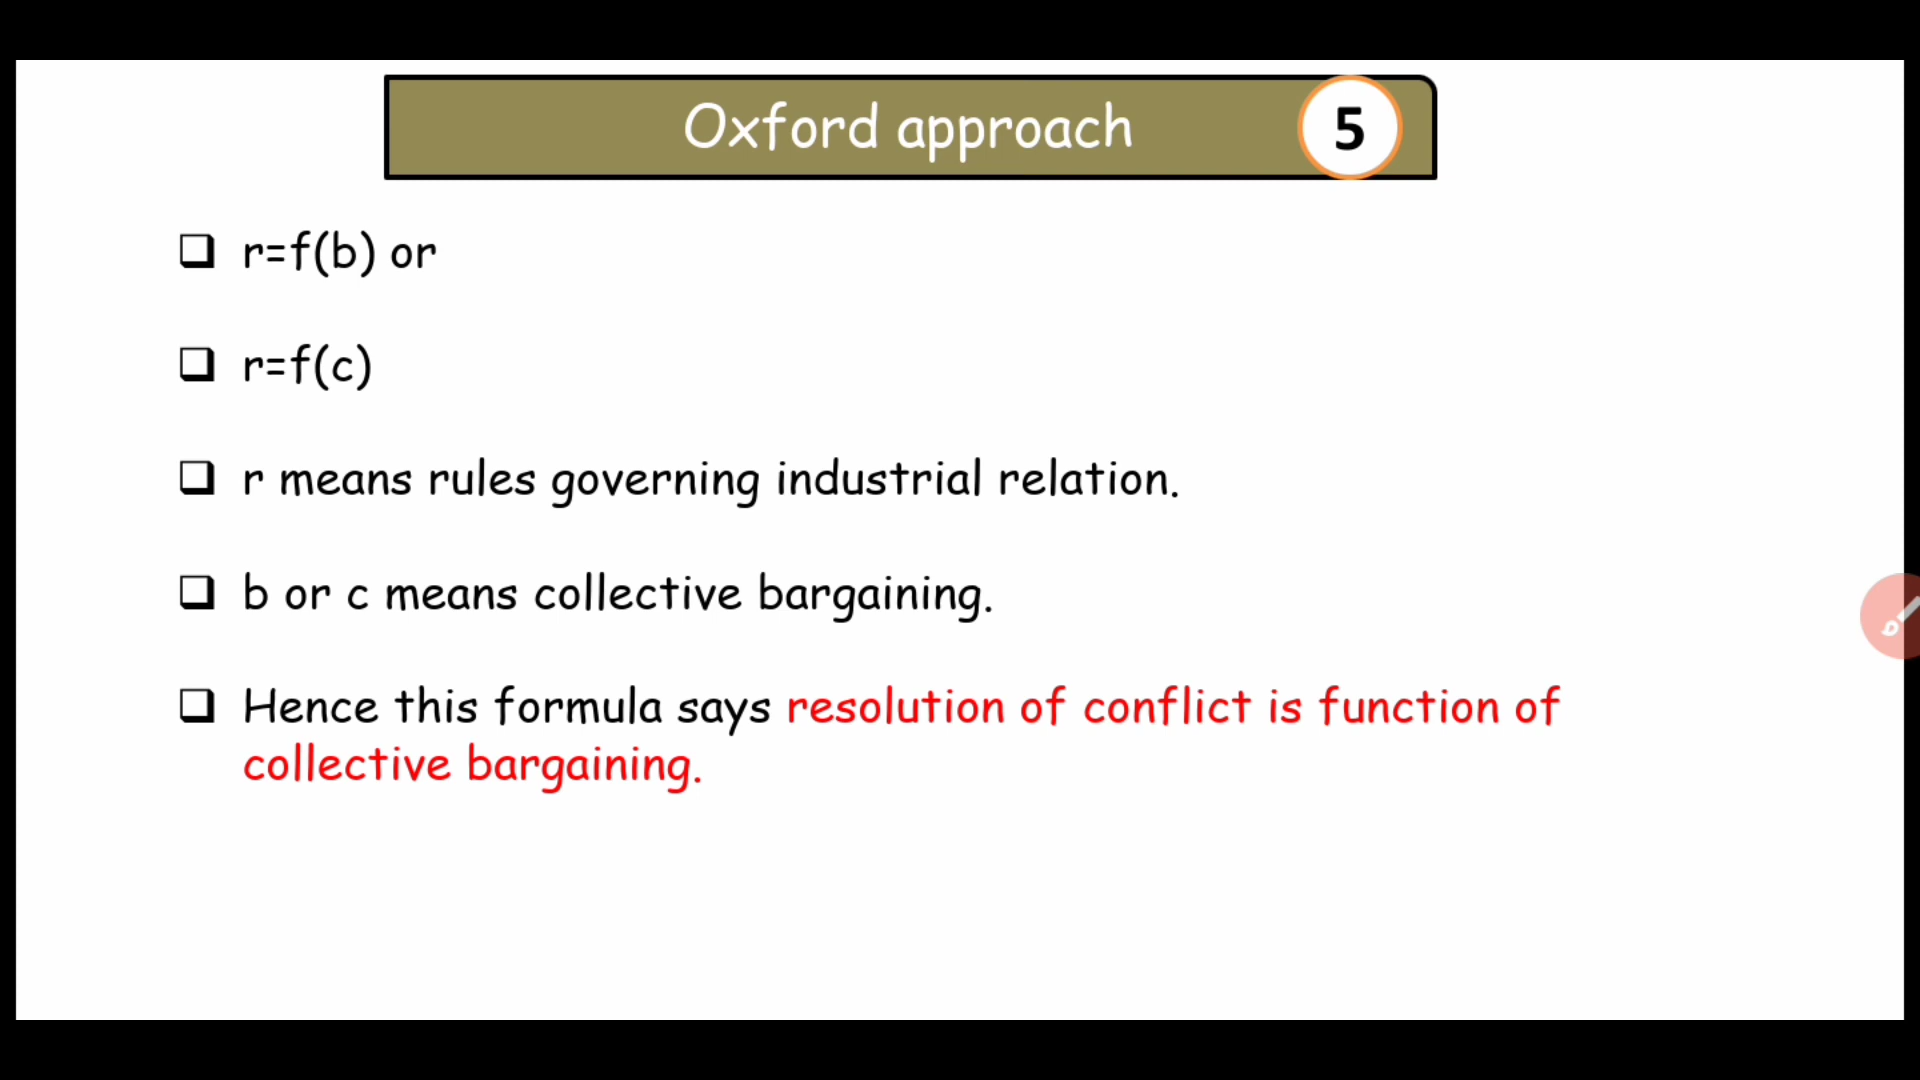 Oxford approach
5
r=f(b) or
r=f(c)
r means rules governing industrial relation.
b or c means collective bargaining.
Hence this formula says resolution of conflict is function of
collective bargaining.